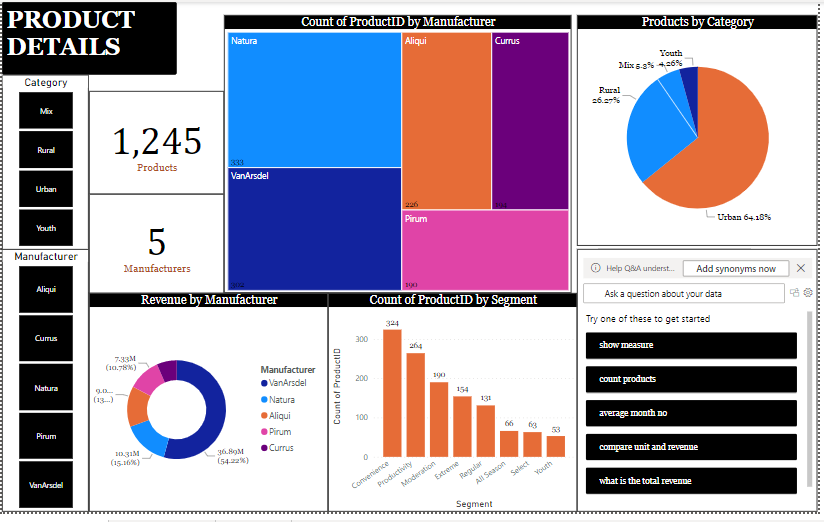 PRODUCT
DETAILS
Category
Mix
Rural
Urban
Youth
Manufacturer
Aliqui
Currus
Natura
Pirum
VanArsdel
1,245
Products
5
Manufacturers
Count of ProductID by Manufacturer
Natura
333
VanArsdel
Aliqui
226
Currus
Pirum
190
Products by Category
Youth
4.26%
Mix 5.3%
Rural
26.27%
Urban 64.18%
Revenue by Manufacturer
7.33M
(10.78%)
9.0...
(13...)
10.31M
(15.16%)
36.89M
(54.22%)
Manufacturer
VanArsdel
Natura
Aliqui
Pirum
Currus
Count of ProductID by Segment
Count of ProductID
300
200
100
0
324
264
190
154
131
66
63
53
Convenience
Productivity
Moderation
Extreme
Regular
All Season
Select
Youth
Segment
Help Q&A underst...
Add synonyms now
Ask a question about your data
Try one of these to get started
show measure
count products
average month no
compare unit and revenue
what is the total revenue